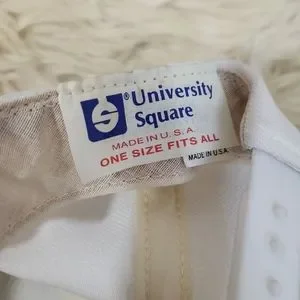 ® University
Square
MADE IN U.S.A
ONE SIZE FITS ALL
MADE IN U.S.A.